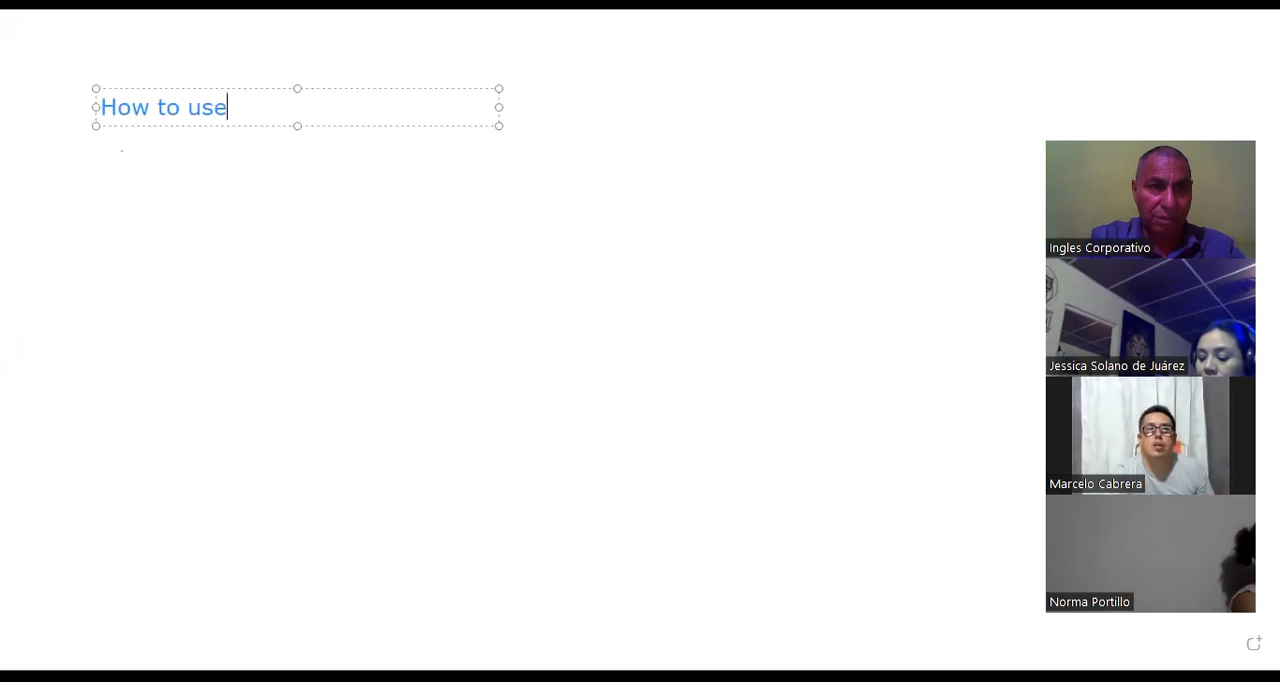 How to use
Ingles Corporativo
Jessica Solano de Juárez
Marcelo Cabrera
Norma Portillo